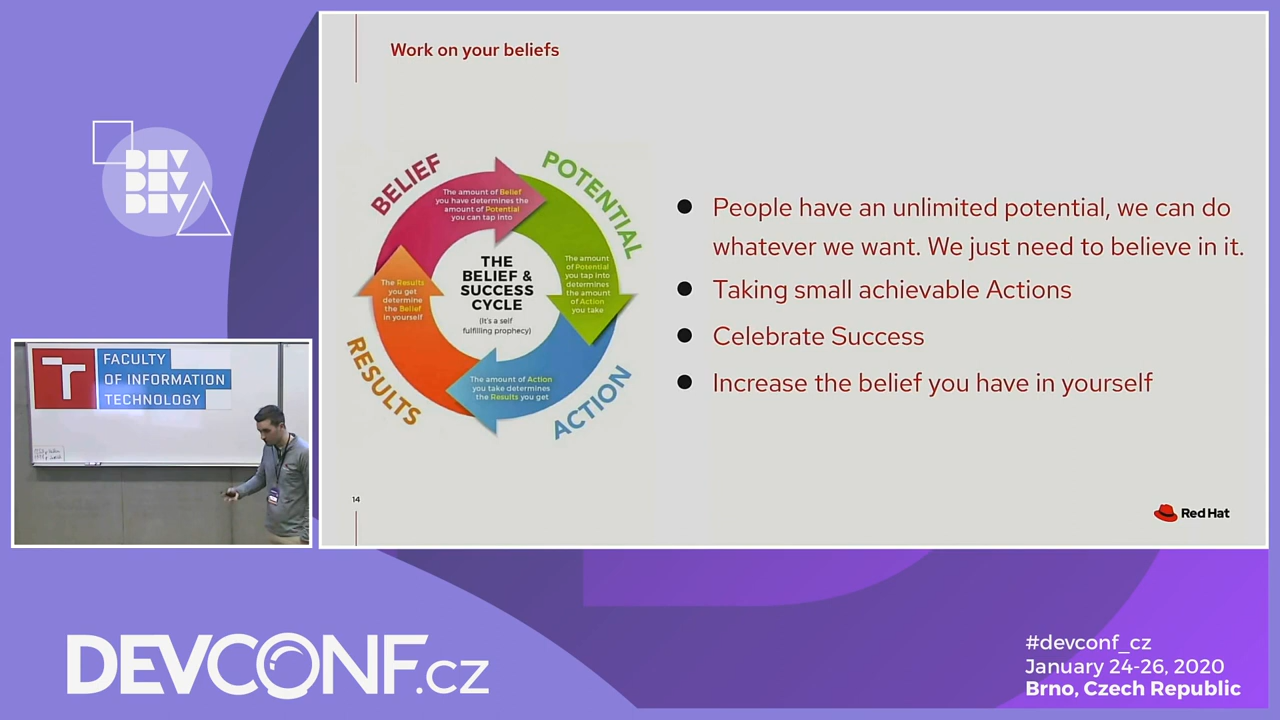 Work on your beliefs
DEV
DEV
DEV
BELIEF
POTENTIAL
ACTION
RESULTS
The amount of Belief
you have determines the
amount of Potential
you can tap into
The amount
of Potential
you tap into
determines
the amount
of Action
you take
The amount of Action
you take determines
the Results you get
The Results
you get
determine
the Belief
in yourself
THE
BELIEF &
SUCCESS
CYCLE
(It's a self
fulfilling prophecy)
● People have an unlimited potential, we can do
whatever we want. We just need to believe in it.
● Taking small achievable Actions
● Celebrate Success
● Increase the belief you have in yourself
14
Red Hat
FACULTY
OF INFORMATION
TECHNOLOGY
DEVCONF.cz
#devconf_cz
January 24-26, 2020
Brno, Czech Republic